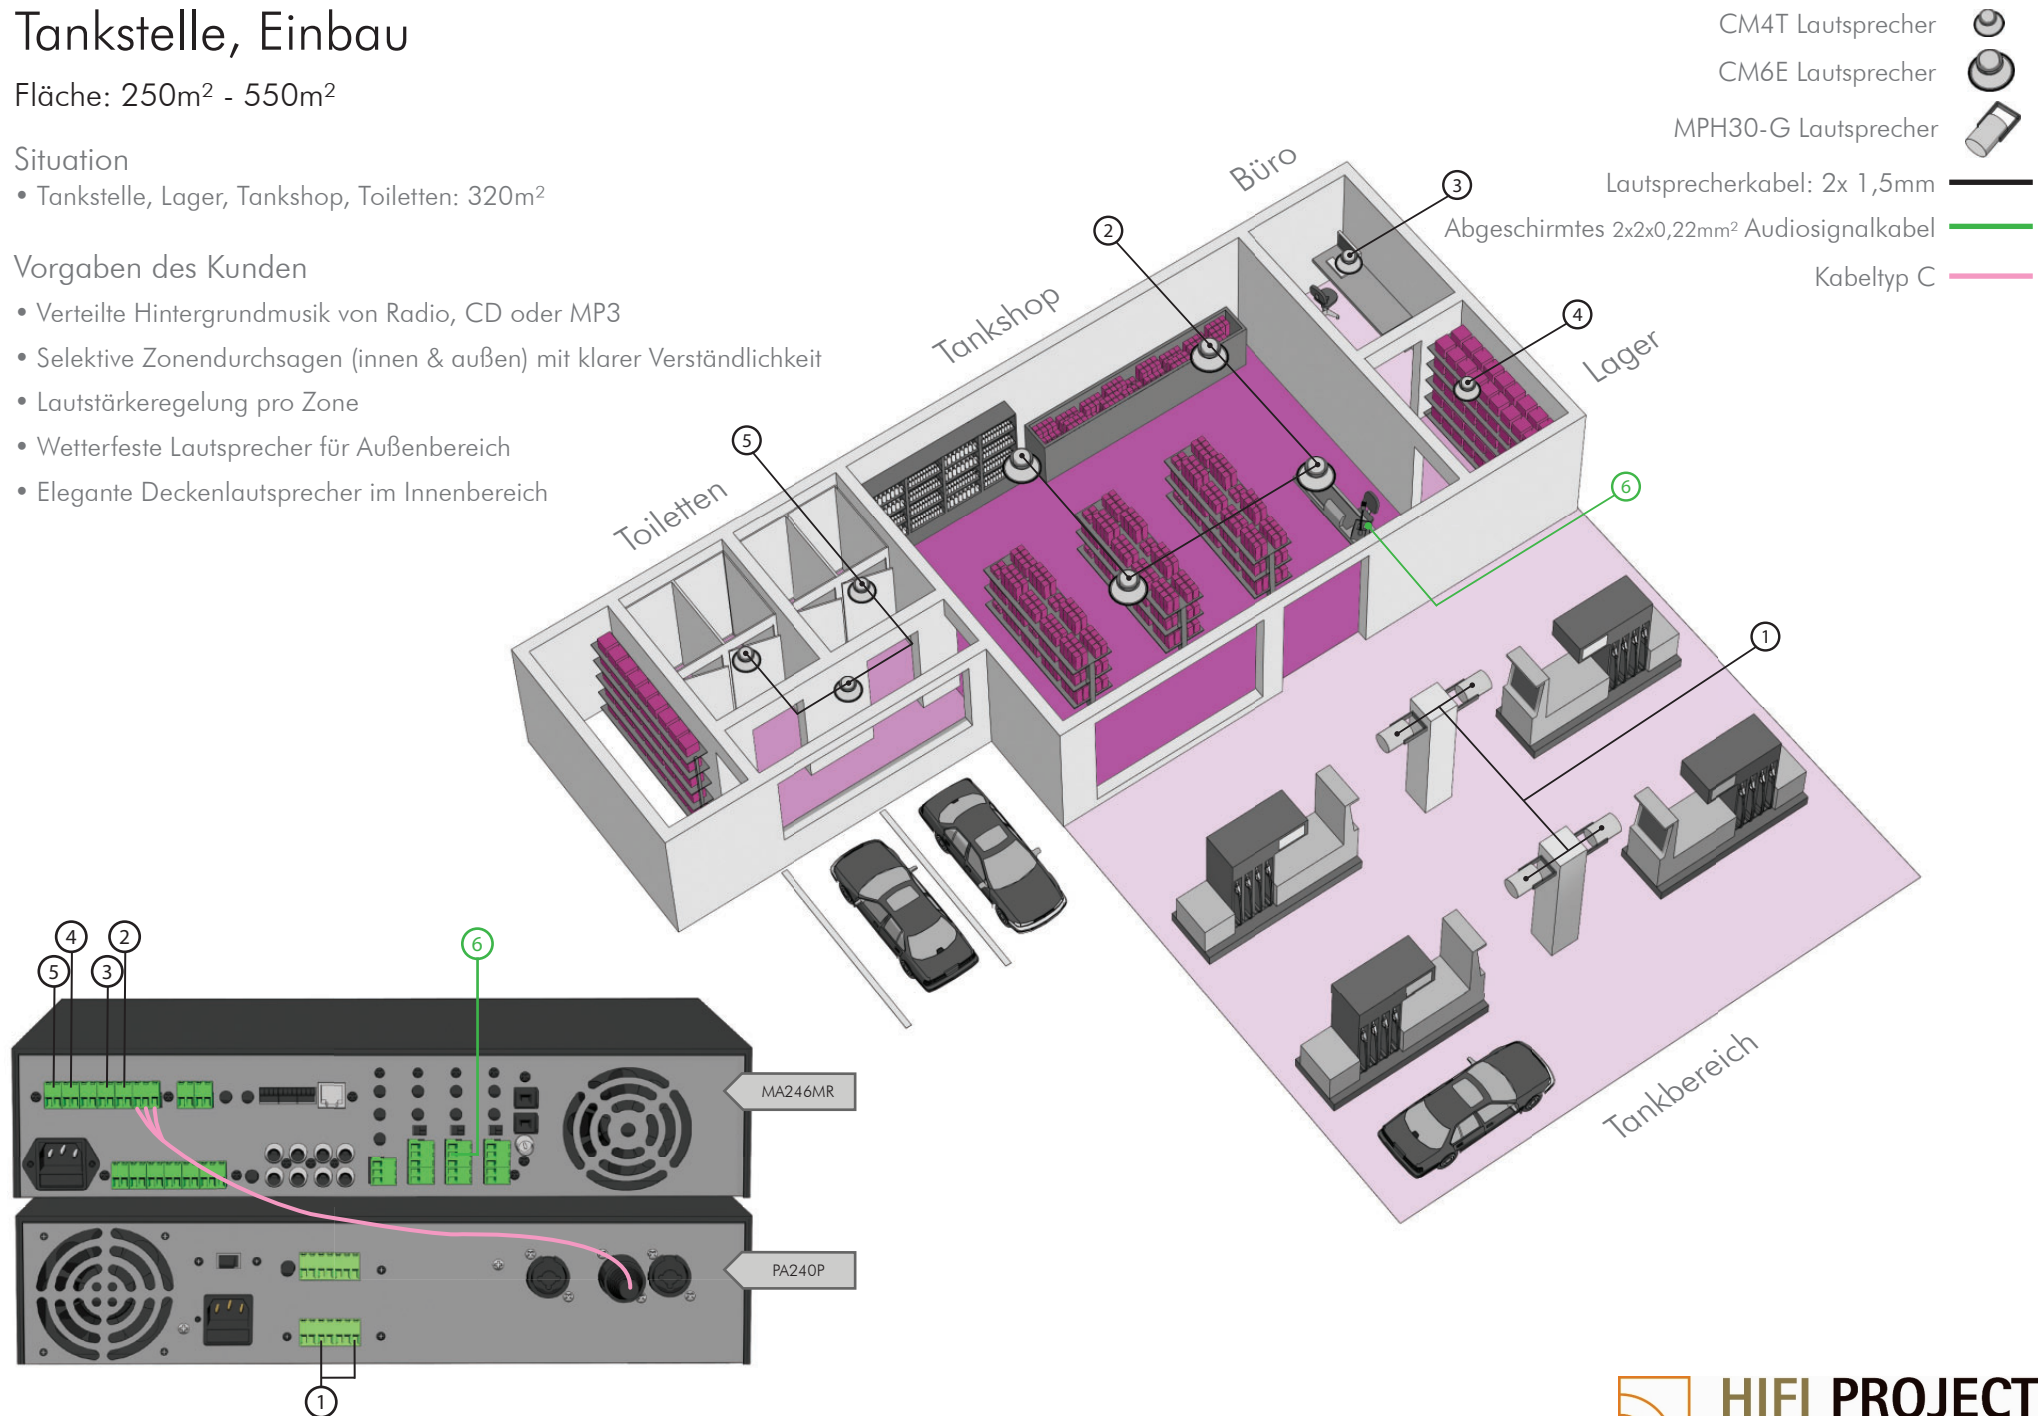 Tankstelle, Einbau
Fläche: 250m² - 550m²
Situation
• Tankstelle, Lager, Tankshop, Toiletten: 320m²
Vorgaben des Kunden
• Verteilte Hintergrundmusik von Radio, CD oder MP3
• Selektive Zonendurchsagen (innen & außen) mit klarer Verständlichkeit
• Lautstärkeregelung pro Zone
• Wetterfeste Lautsprecher für Außenbereich
• Elegante Deckenlautsprecher im Innenbereich
CM4T Lautsprecher
CM6E Lautsprecher
MPH30-G Lautsprecher
Lautsprecherkabel: 2x 1,5mm
Abgeschirmtes 2x2x0,22mm² Audiosignalkabel
Kabeltyp C
Büro
3
2
Tankshop
4
Lager
5
Toiletten
6
1
Tankbereich
4
2
5
3
6
MA246MR
PA240P
1
HIFI PROJECT